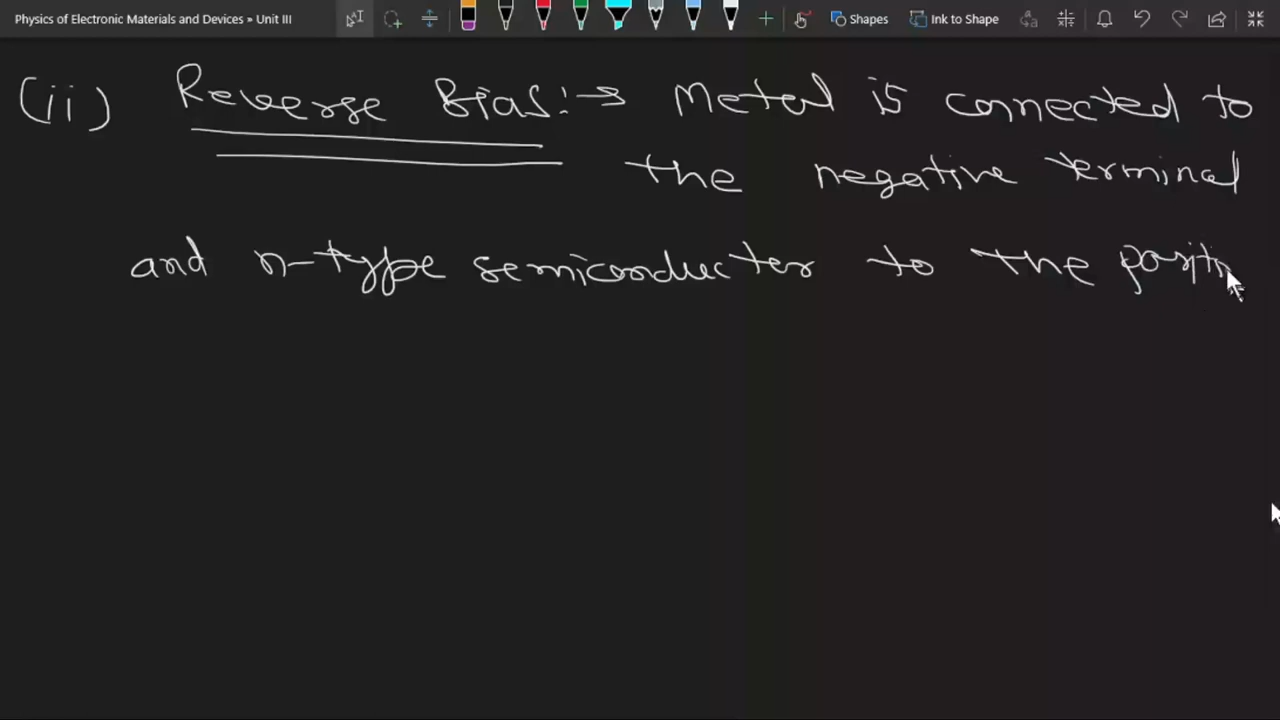 Physics of Electronic Materials and Devices » Unit III
Shapes
Ink to Shape
(ii) Reverse Bias:→ Metal is connected to
the negative terminal
and n-type semiconductor to the positi